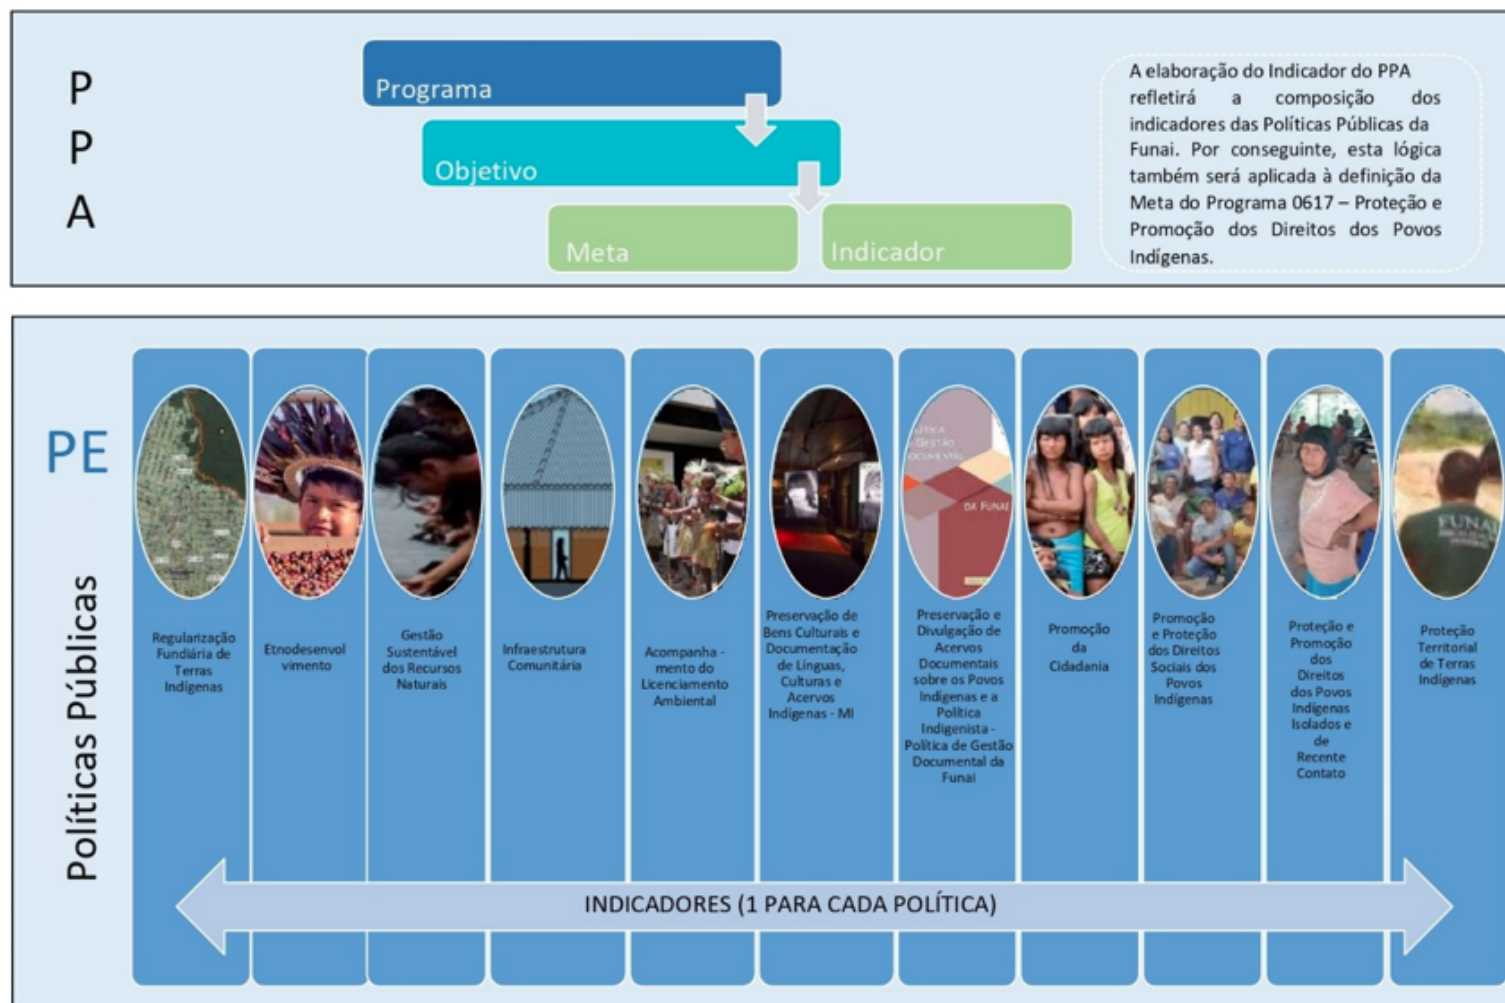 P
P
A
Programa
Objetivo
Meta
Indicador
A elaboração do Indicador do PPA
refletirá a composição dos
indicadores das Políticas Públicas da
Funai. Por conseguinte, esta lógica
também será aplicada à definição da
Meta do Programa 0617 – Proteção e
Promoção dos Direitos dos Povos
Indígenas.
PE
Políticas Públicas
Regularização
Fundiária de
Terras
Indígenas
Etnodesenvol
vimento
Gestão
Sustentável
dos Recursos
Naturais
Infraestrutura
Comunitária
Acompanha -
mento do
Licenciamento
Ambiental
Preservação de
Bens Culturais e
Documentação
de Línguas,
Culturas e
Acervos
Indígenas - MI
DA FUNAI
Preservação e
Divulgação de
Acervos
Documentais
sobre os Povos
Indígenas e a
Política
Indigenista -
Política de Gestão
Documental da
Funai
Promoção
da
Cidadania
Promoção
e Proteção
dos Direitos
Sociais dos
Povos
Indígenas
Proteção e
Promoção
dos
Direitos
dos Povos
Indígenas
Isolados e
de
Recente
Contato
FUNAI
Proteção
Territorial
de Terras
Indígenas
INDICADORES (1 PARA CADA POLÍTICA)